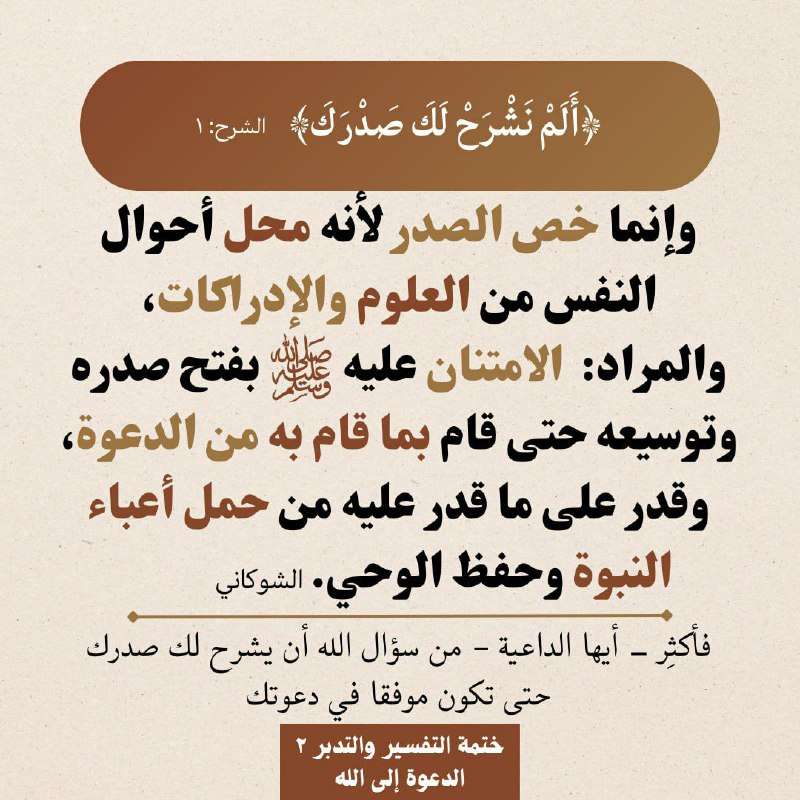 ﴿أَلَمْ نَشْرَحْ لَكَ صَدْرَكَ﴾ الشرح: ١
وإنما خص الصدر لأنه محل أحوال
النفس من العلوم والإدراكات،
والمراد: الامتنان عليه ﷺ بفتح صدره
وتوسيعه حتى قام بما قام به من الدعوة،
وقدر على ما قدر عليه من حمل أعباء
النبوة وحفظ الوحي. الشوكاني
فأكثِر – أيها الداعية – من سؤال الله أن يشرح لك صدرك
حتى تكون موفقا في دعوتك
ختمة التفسير والتدبر ٢
الدعوة إلى الله